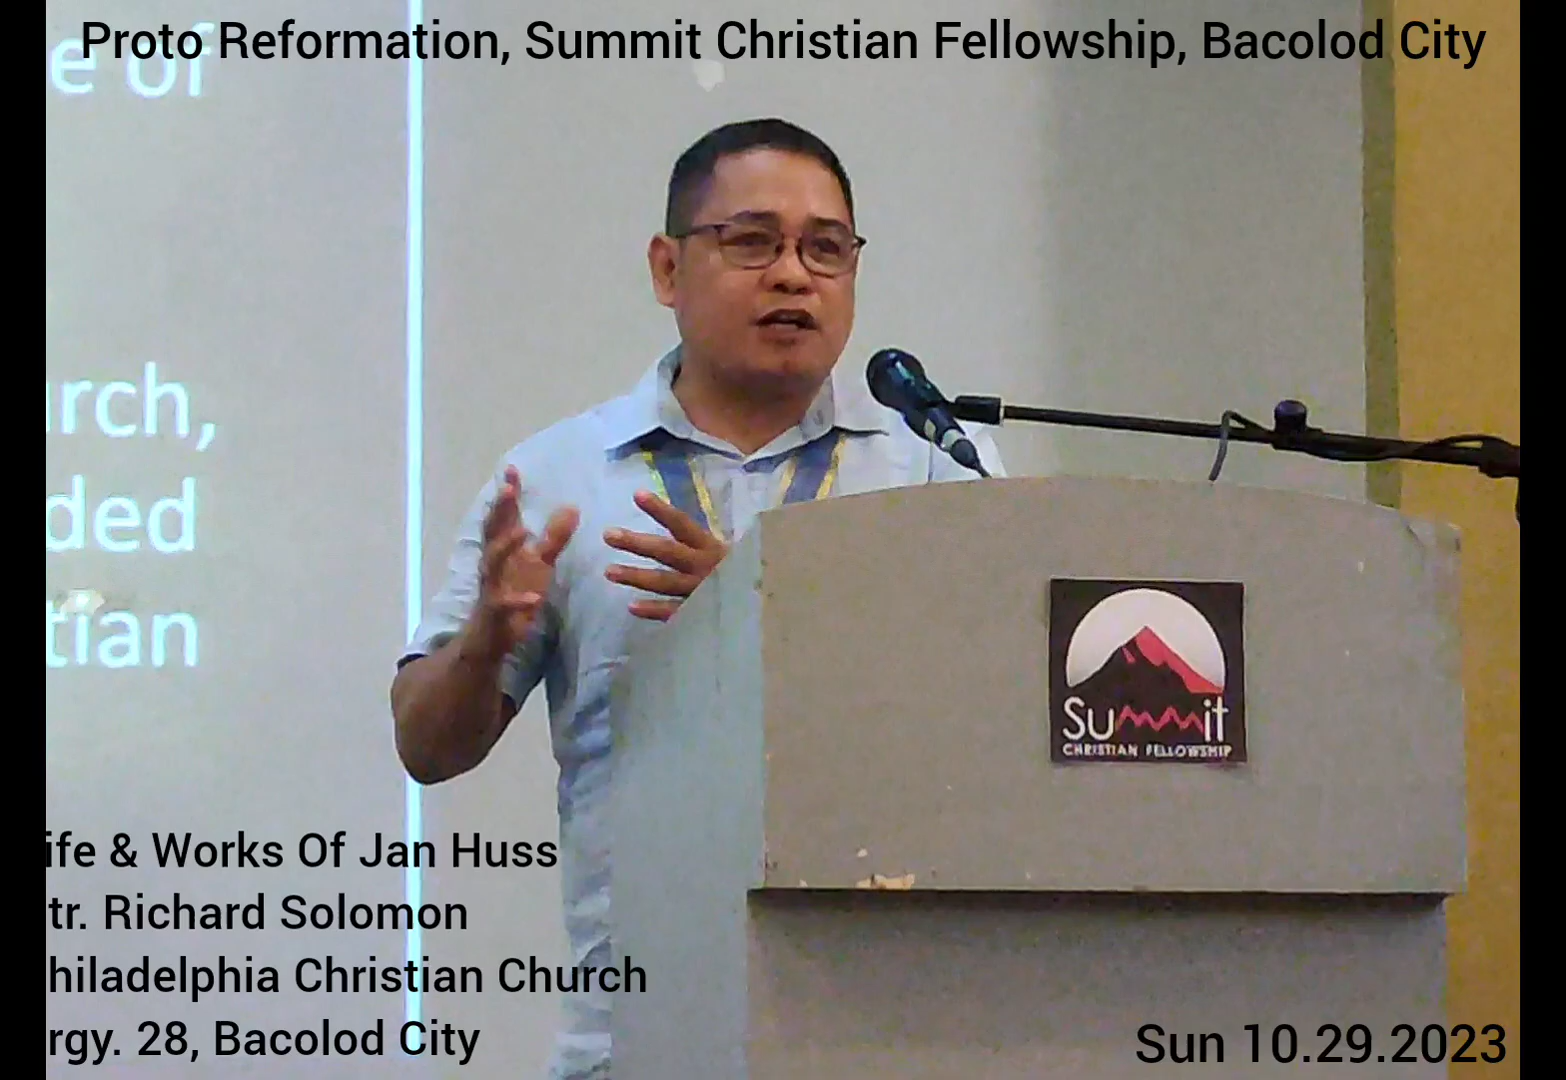 Proto Reformation, Summit Christian Fellowship, Bacolod City
e of
rch,
ded
tian
Summit
CHRISTIAN FELLOWSHIP
ife & Works Of Jan Huss
tr. Richard Solomon
hiladelphia Christian Church
rgy. 28, Bacolod City
Sun 10.29.2023